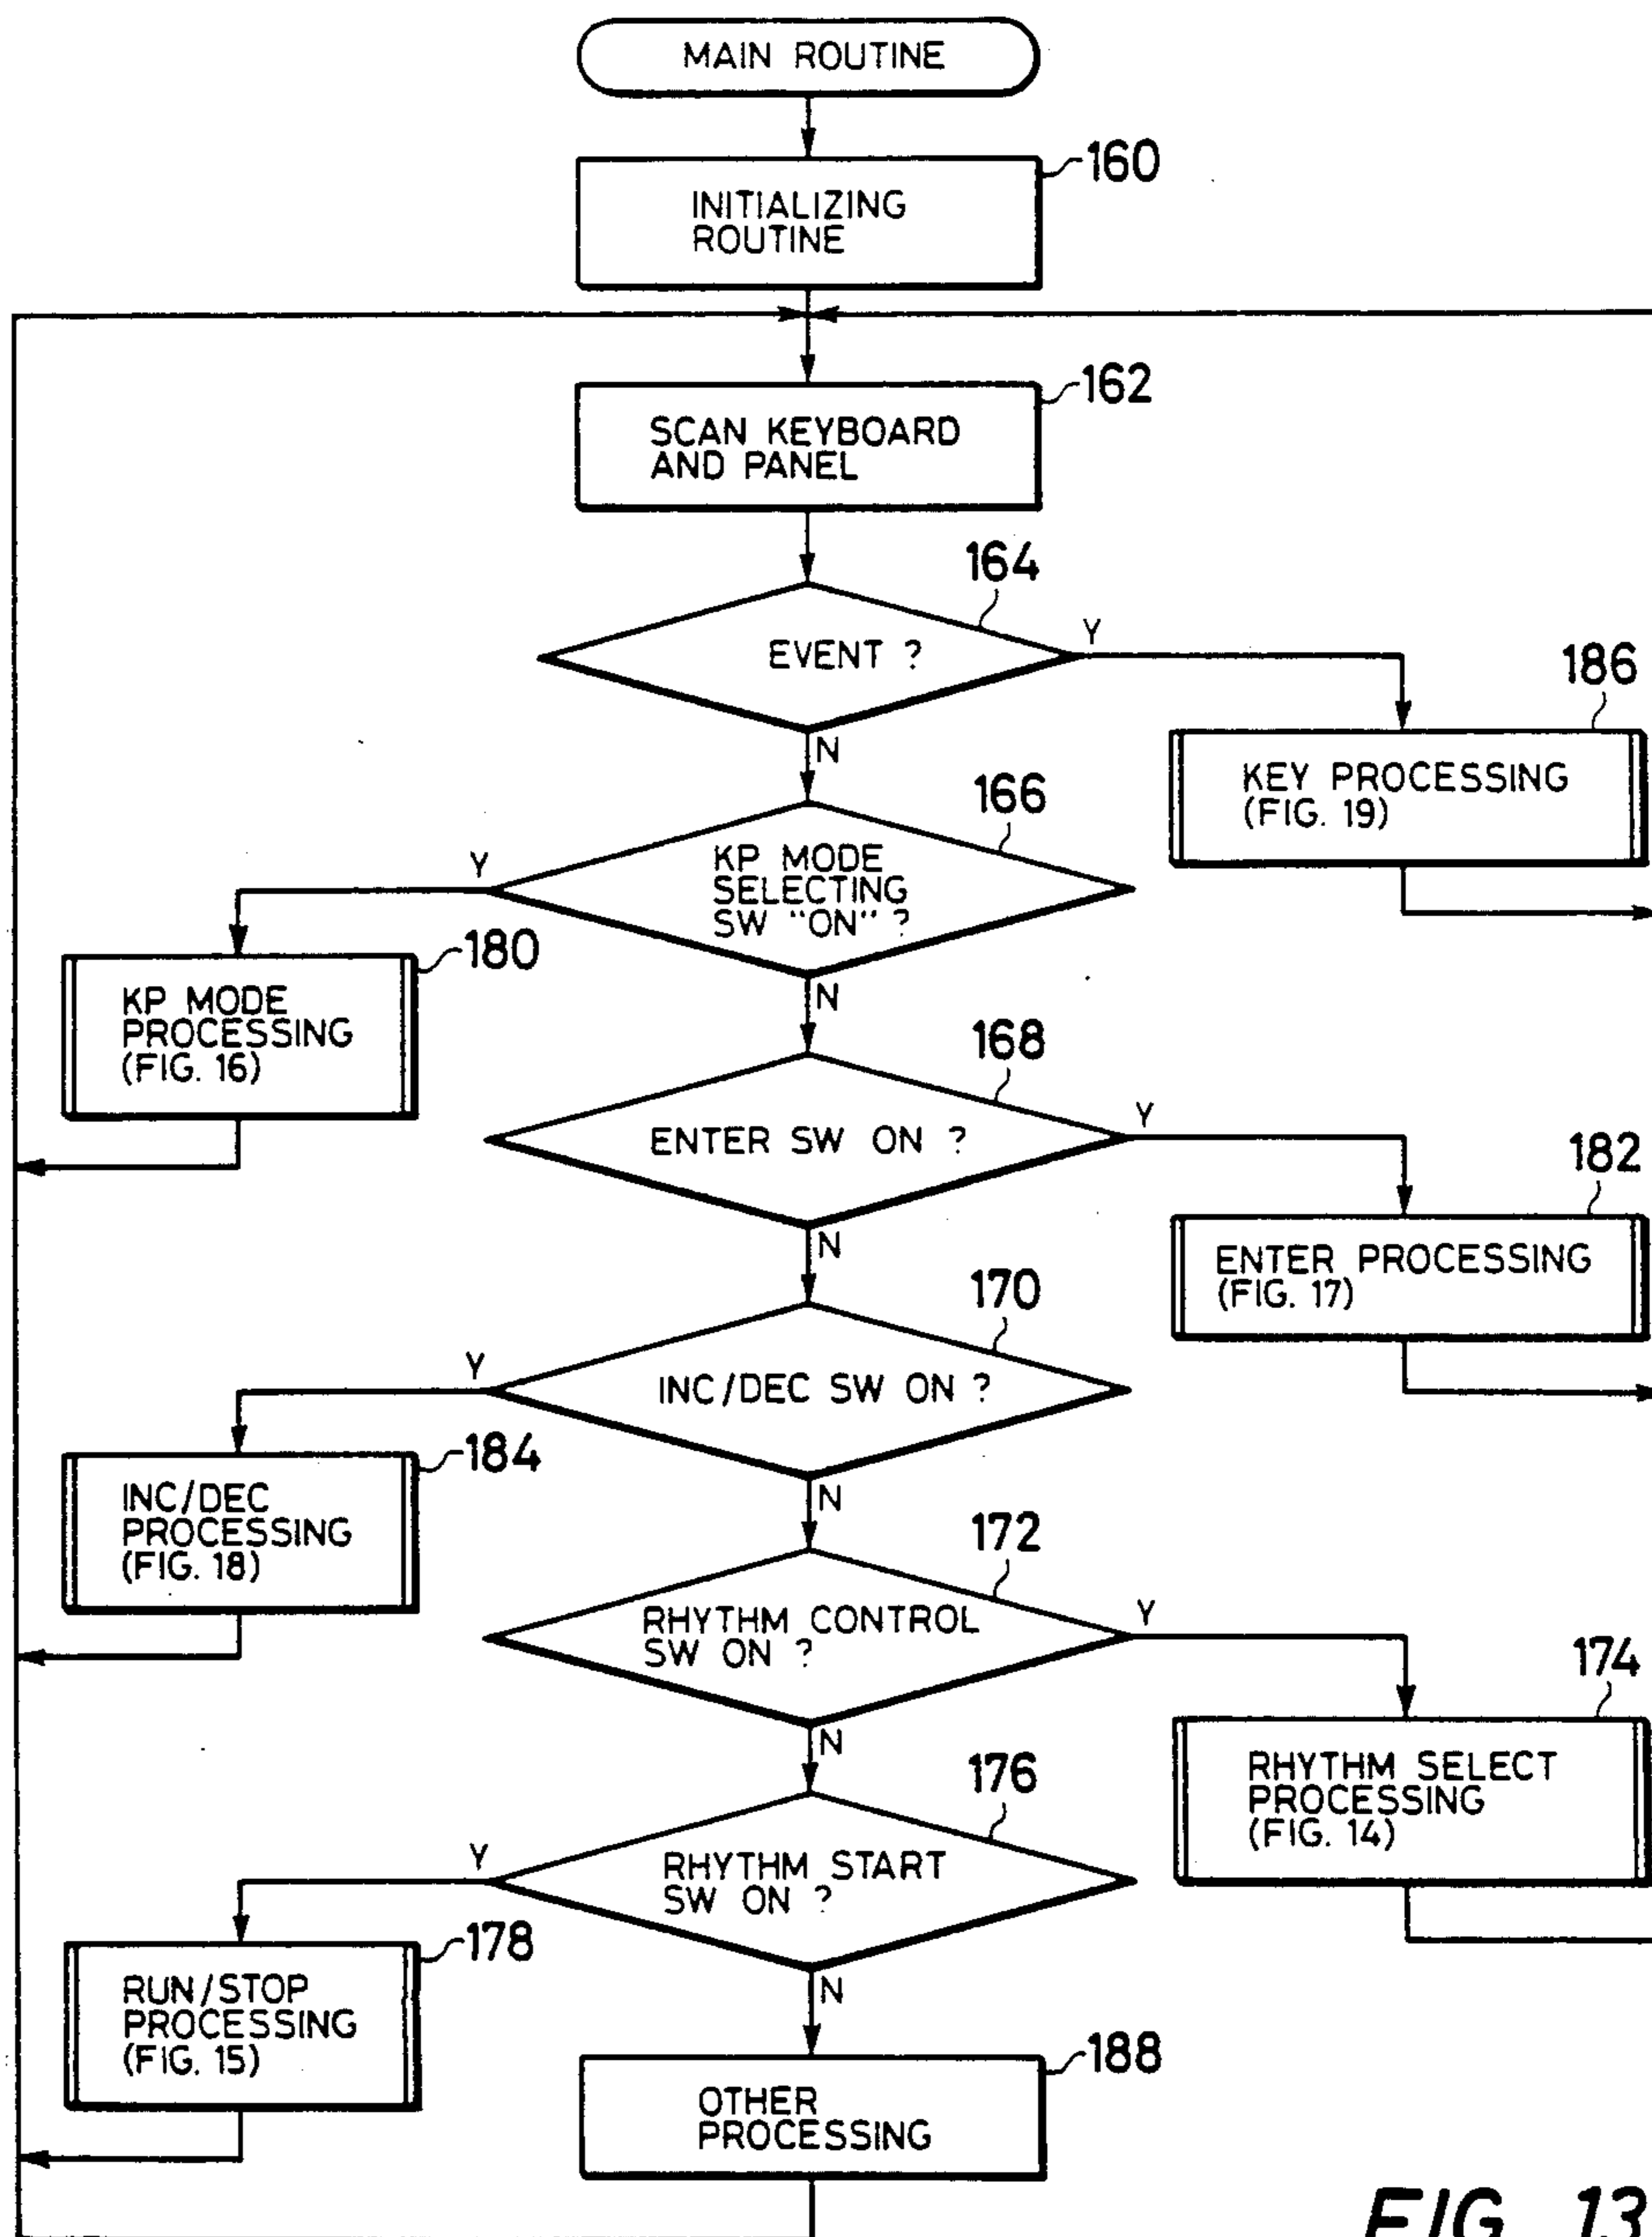 MAIN ROUTINE
160
INITIALIZING
ROUTINE
162
SCAN KEYBOARD
AND PANEL
164
EVENT ?
Y
N
186
KEY PROCESSING
(FIG. 19)
166
KP MODE
SELECTING
SW "ON" ?
Y
N
180
KP MODE
PROCESSING
(FIG. 16)
168
ENTER SW ON ?
Y
N
182
ENTER PROCESSING
(FIG. 17)
170
INC/DEC SW ON ?
Y
N
184
INC/DEC
PROCESSING
(FIG. 18)
172
RHYTHM CONTROL
SW ON ?
Y
N
174
RHYTHM SELECT
PROCESSING
(FIG. 14)
176
RHYTHM START
SW ON ?
Y
N
178
RUN/STOP
PROCESSING
(FIG. 15)
188
OTHER
PROCESSING
FIG. 13